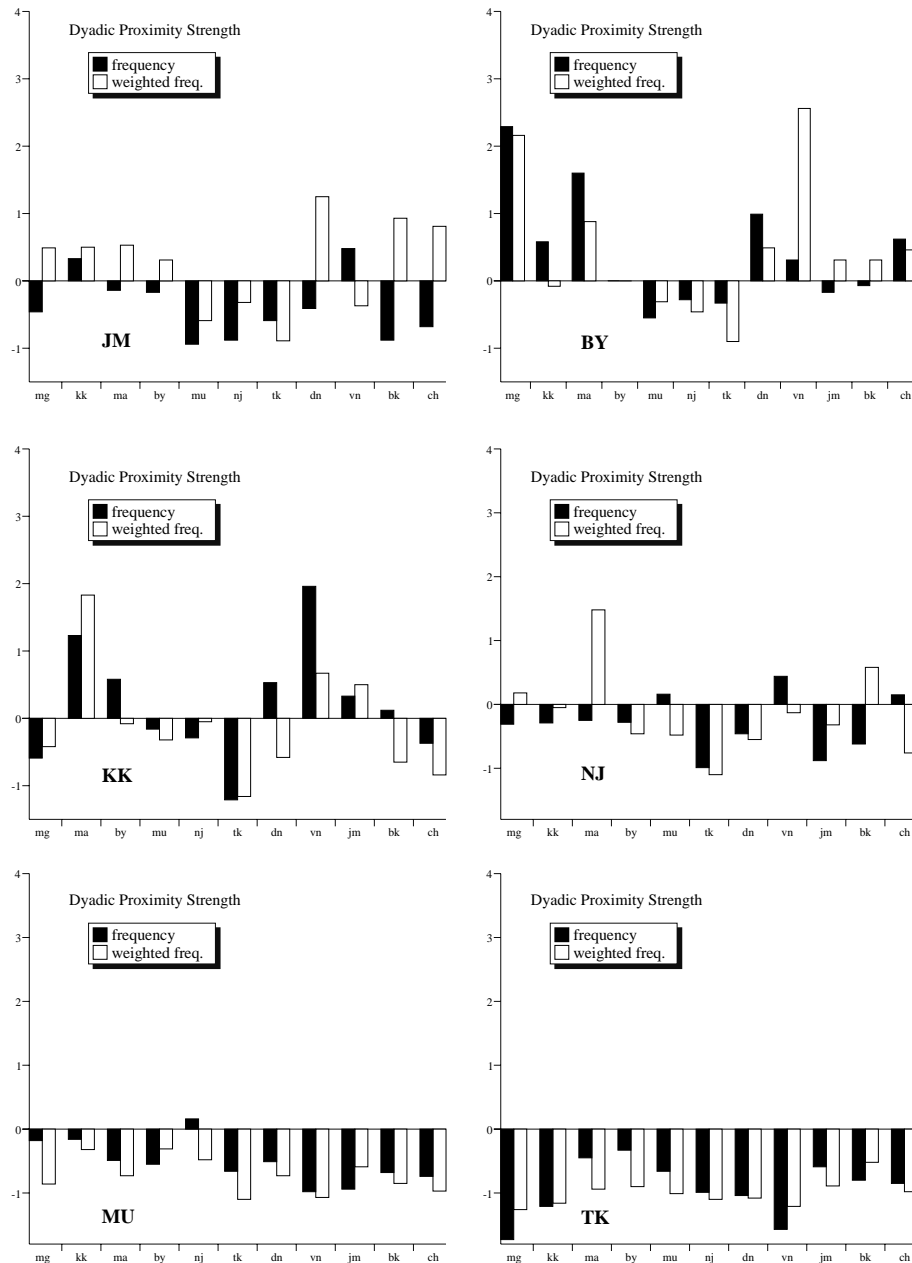 4
3
2
1
0
-1
Dyadic Proximity Strength
frequency
weighted freq.
JM
mg kk ma by mu nj tk dn vn bk ch
4
3
2
1
0
-1
Dyadic Proximity Strength
frequency
weighted freq.
BY
mg kk ma by mu nj tk dn vn jm bk ch
4
3
2
1
0
-1
Dyadic Proximity Strength
frequency
weighted freq.
KK
mg ma by mu nj tk dn vn jm bk ch
4
3
2
1
0
-1
Dyadic Proximity Strength
frequency
weighted freq.
NJ
mg kk ma by mu tk dn vn jm bk ch
4
3
2
1
0
-1
Dyadic Proximity Strength
frequency
weighted freq.
MU
mg kk ma by nj tk dn vn jm bk ch
4
3
2
1
0
-1
Dyadic Proximity Strength
frequency
weighted freq.
TK
mg kk ma by mu nj dn vn jm bk ch